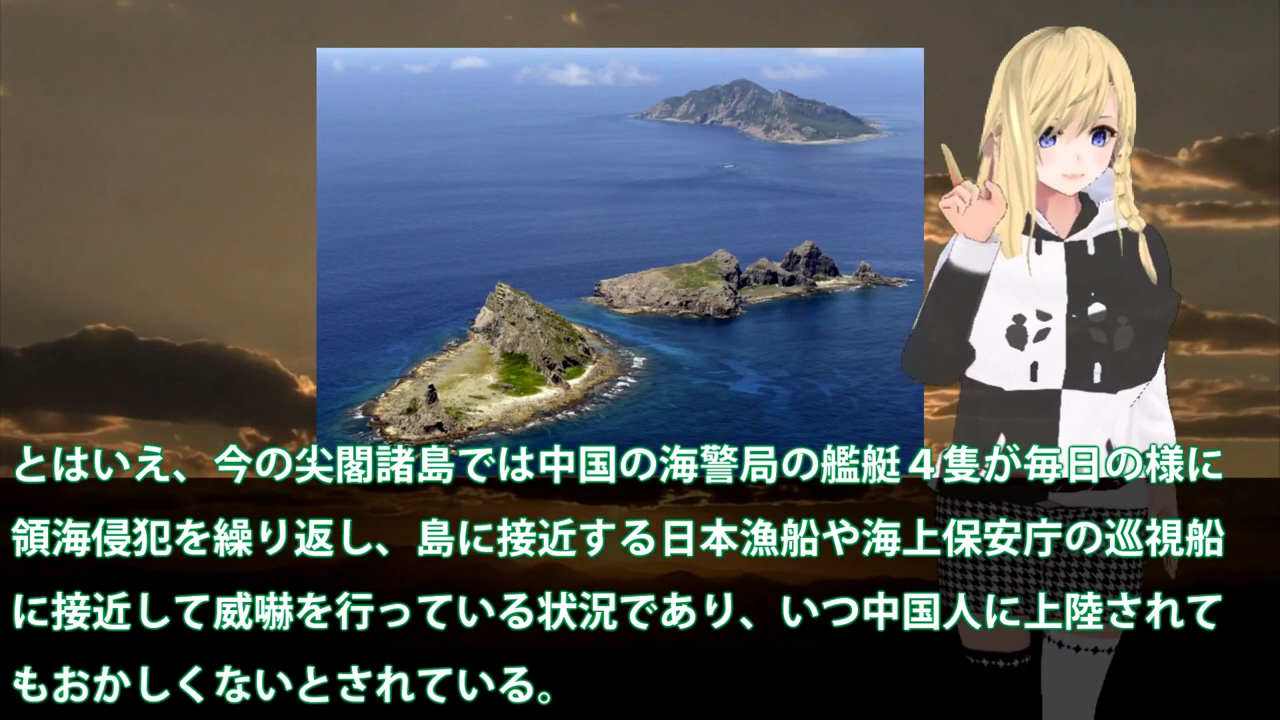 とはいえ、今の尖閣諸島では中国の海警局の艦艇４隻が毎日の様に
領海侵犯を繰り返し、島に接近する日本漁船や海上保安庁の巡視船
に接近して威嚇を行っている状況であり、いつ中国人に上陸されて
もおかしくないとされている。